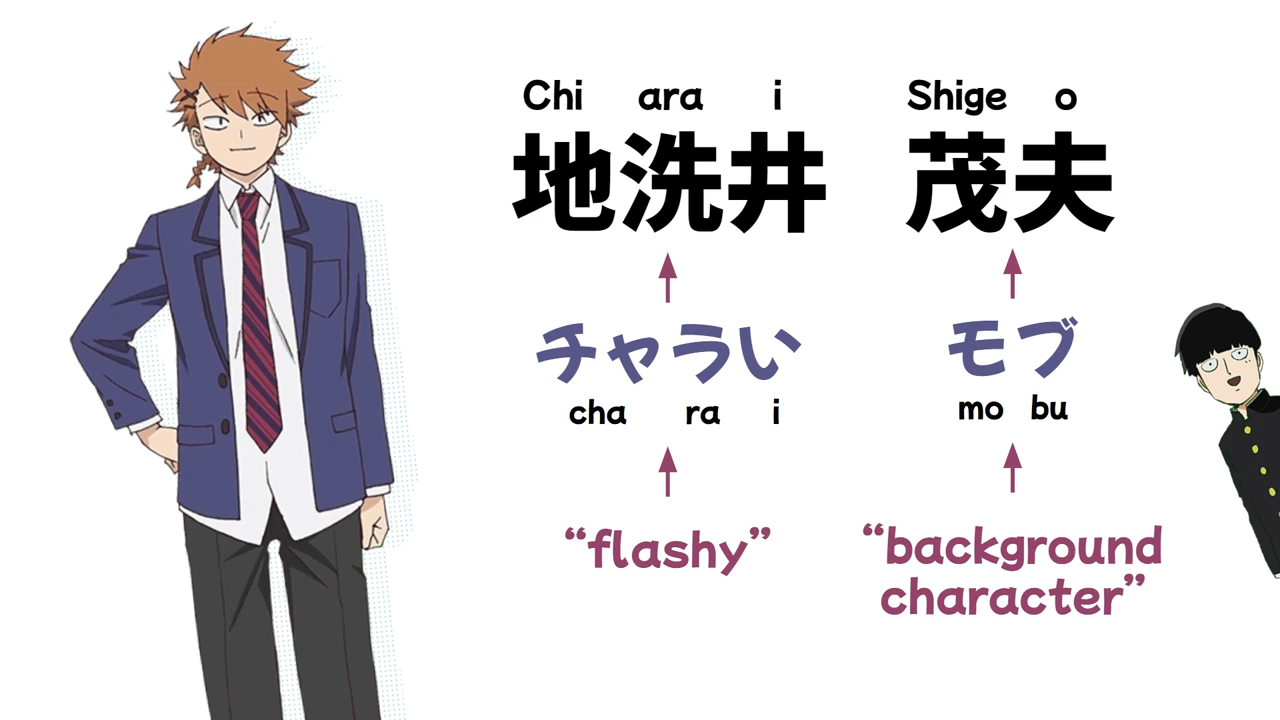 Chi ara i Shige o
地洗井 茂夫
チャラい モブ
cha ra i mo bu
“flashy” “background
character”